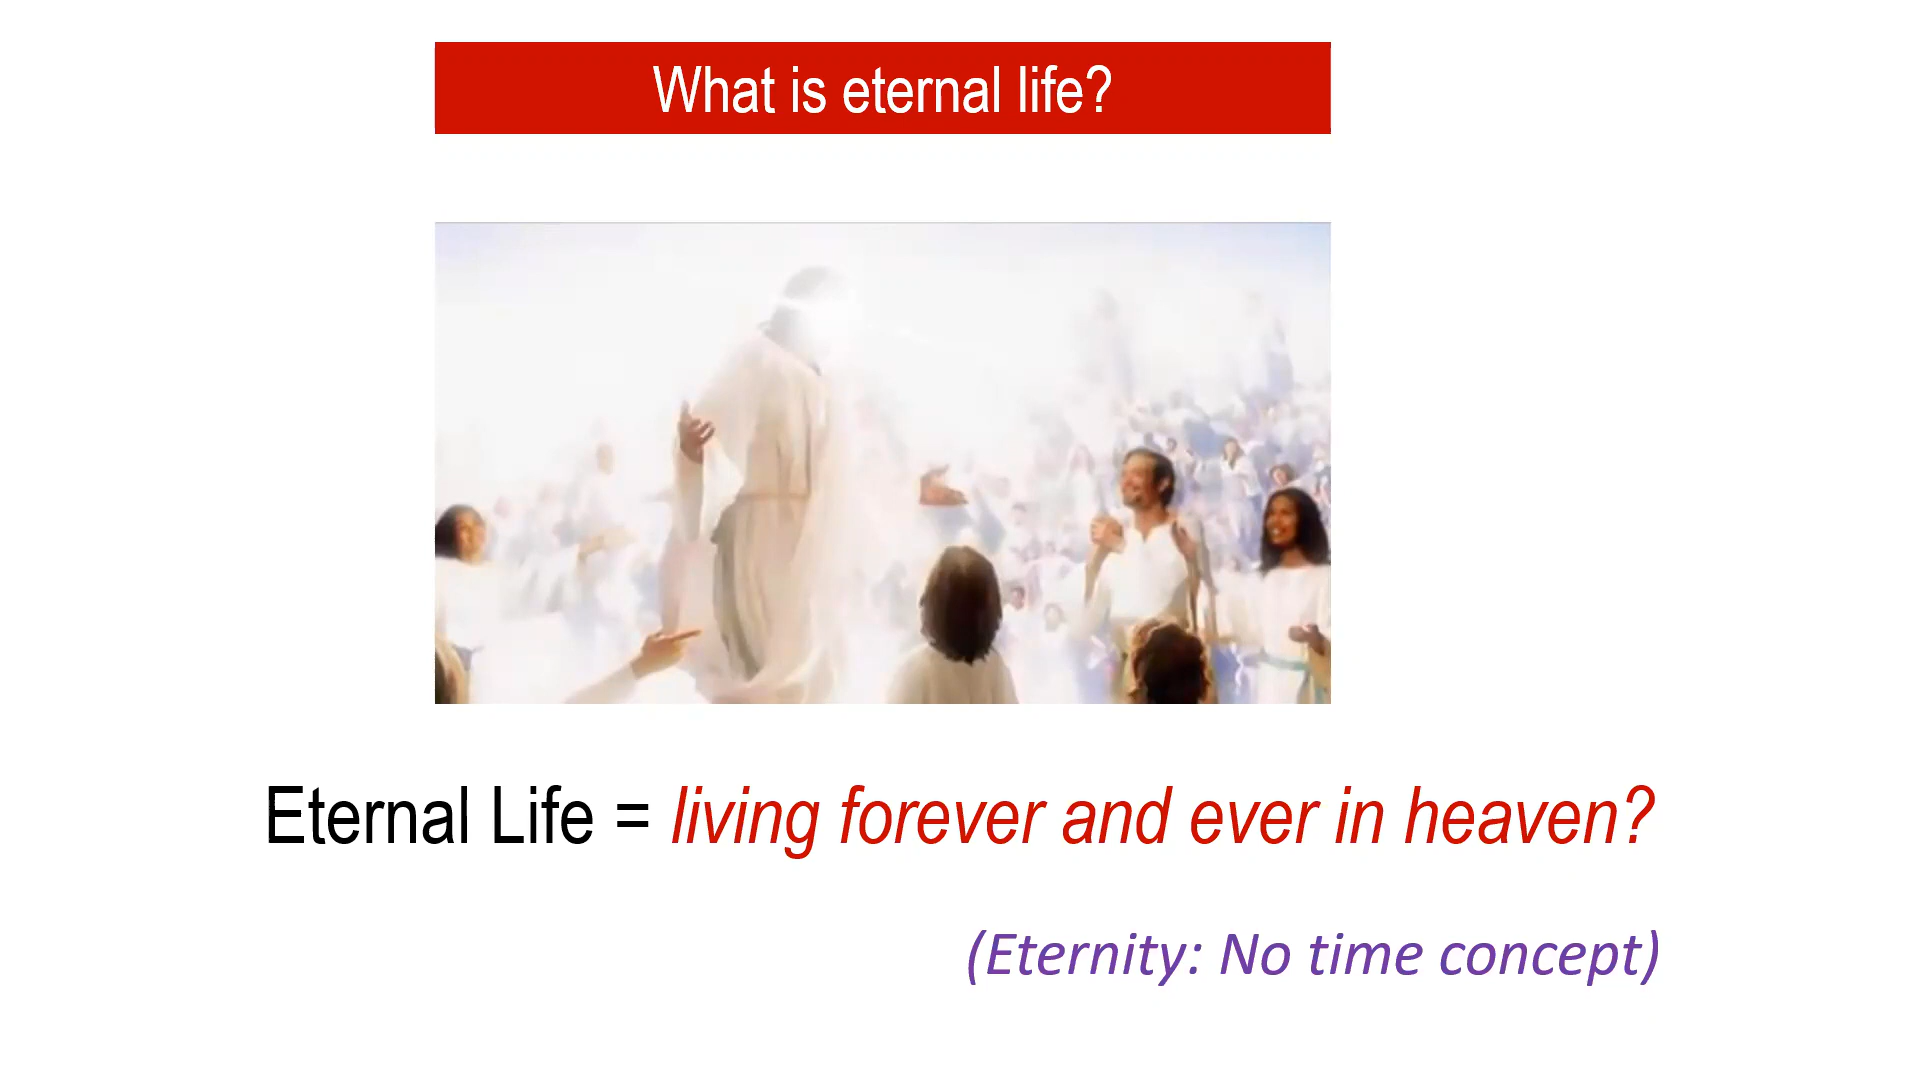 What is eternal life?
Eternal Life = living forever and ever in heaven?
(Eternity: No time concept)